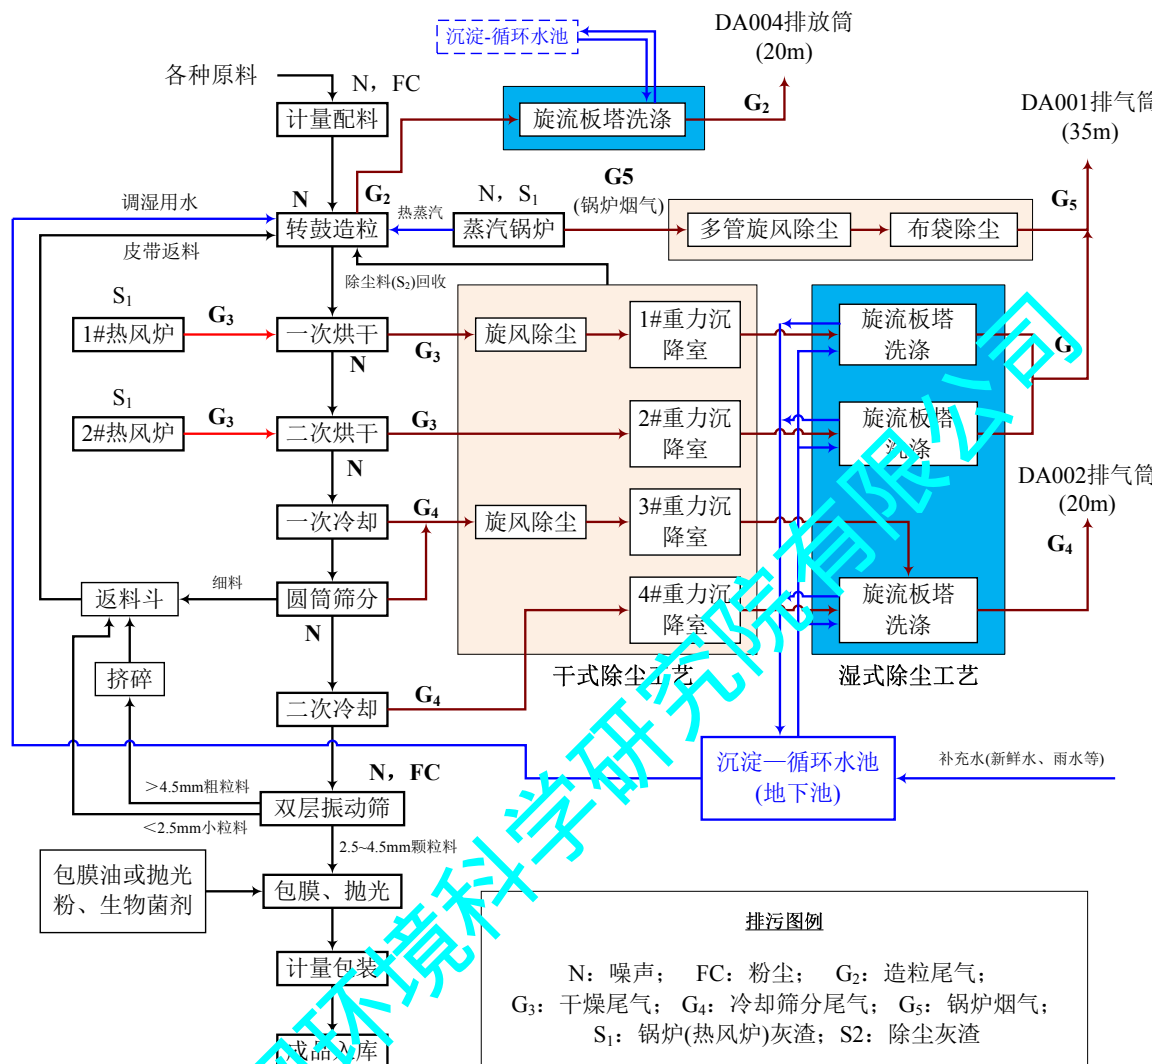 DA004排放筒
(20m)
沉淀-循环水池
各种原料
N，FC
计量配料
旋流板塔洗涤
G₂
DA001排气筒
(35m)
调湿用水
N
G₂
转鼓造粒
热蒸汽
N，S₁
蒸汽锅炉
G5
(锅炉烟气)
多管旋风除尘
布袋除尘
G₅
皮带返料
除尘料(S₂)回收
S₁
1#热风炉
G₃
一次烘干
G₃
N
旋风除尘
1#重力沉
降室
旋流板塔
洗涤
G
S₁
2#热风炉
G₃
二次烘干
G₃
N
2#重力沉
降室
旋流板塔
洗涤
一次冷却
G₄
旋风除尘
3#重力沉
降室
DA002排气筒
(20m)
G₄
返料斗
细料
圆筒筛分
N
4#重力沉
降室
旋流板塔
洗涤
干式除尘工艺
湿式除尘工艺
挤碎
二次冷却
G₄
N，FC
沉淀—循环水池
(地下池)
补充水(新鲜水、雨水等)
>4.5mm粗粒料
双层振动筛
<2.5mm小粒料
2.5~4.5mm颗粒料
包膜油或抛光
粉、生物菌剂
包膜、抛光
计量包装
成品入库
排污图例
N：噪声； FC：粉尘； G₂：造粒尾气；
G₃：干燥尾气；G₄：冷却筛分尾气；G₅：锅炉烟气；
S₁：锅炉(热风炉)灰渣；S2：除尘灰渣
环境科学研究院有限公司